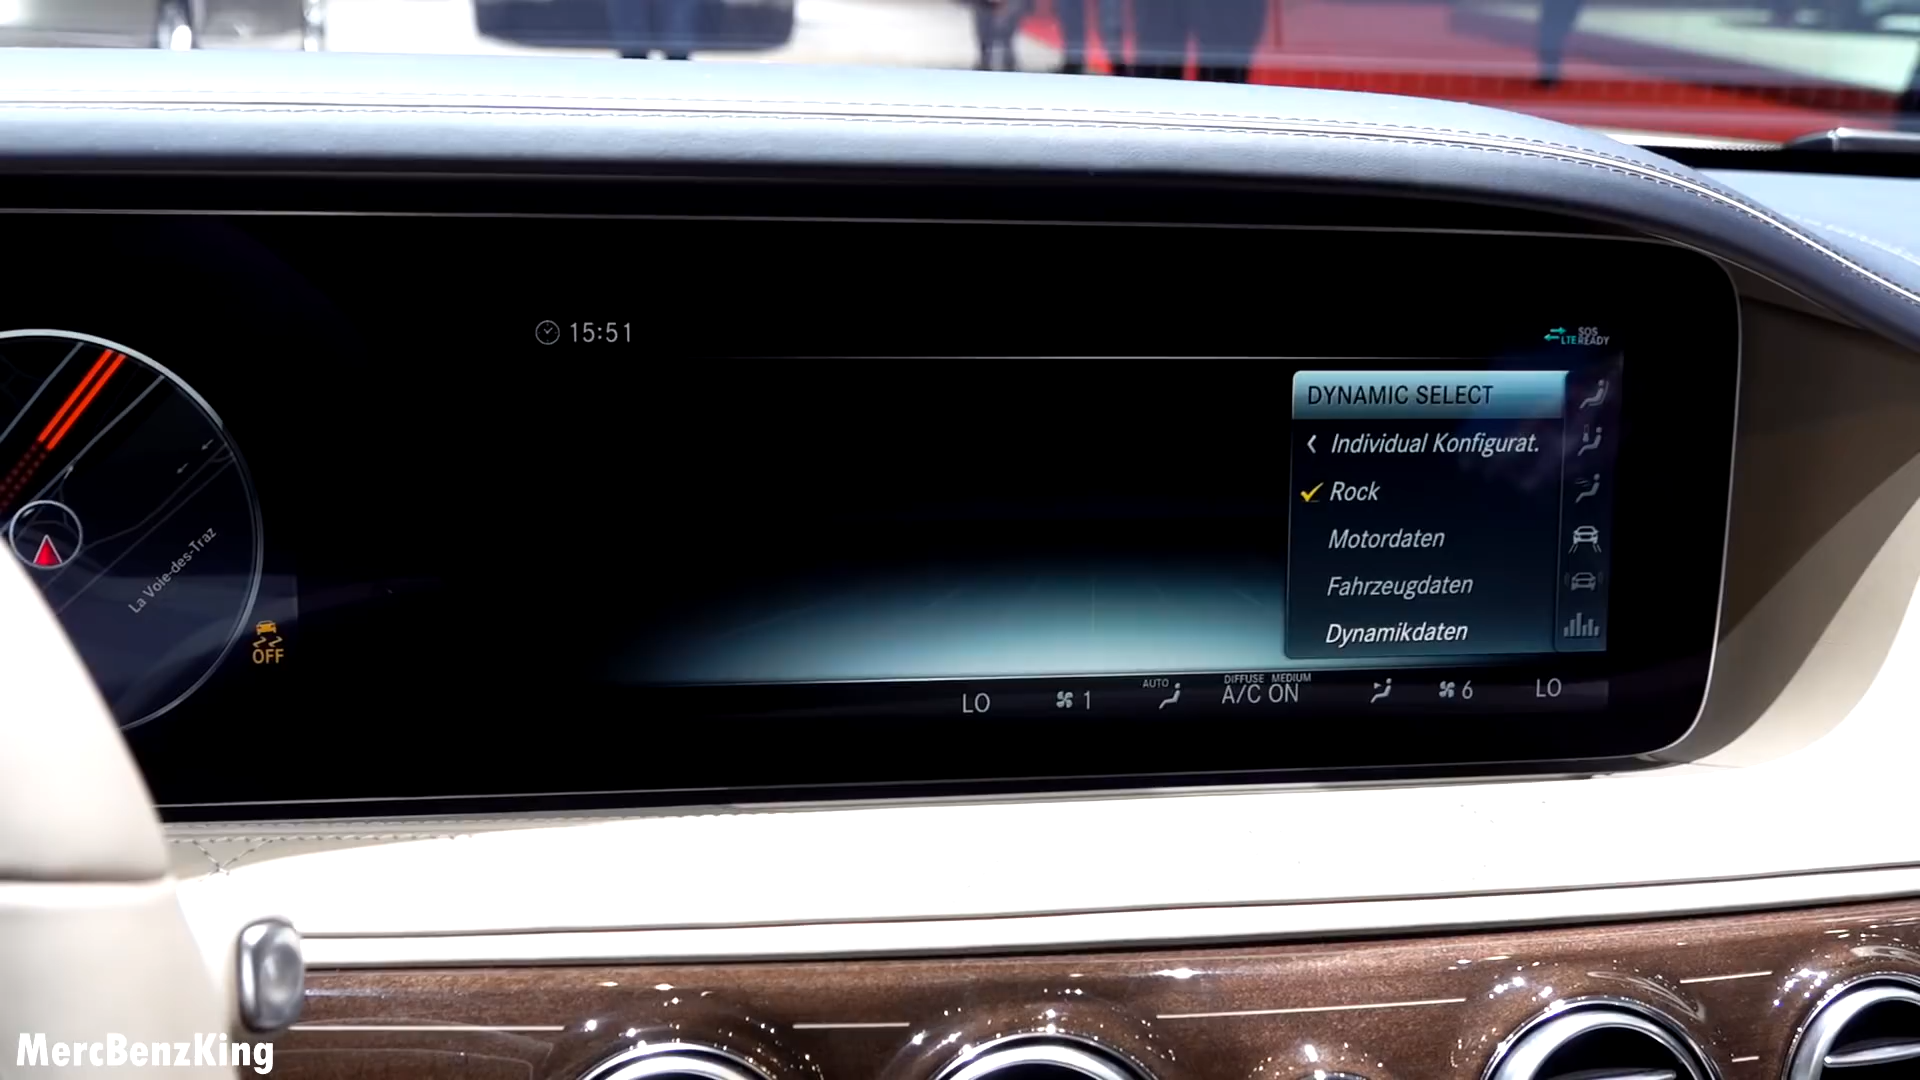 15:51
SOS
LTE READY
DYNAMIC SELECT
Individual Konfigurat.
Rock
Motordaten
Fahrzeugdaten
Dynamikdaten
La Voie-des-Traz
OFF
LO
1
AUTO
DIFFUSE MEDIUM
A/C ON
6
LO
MercBenzKing